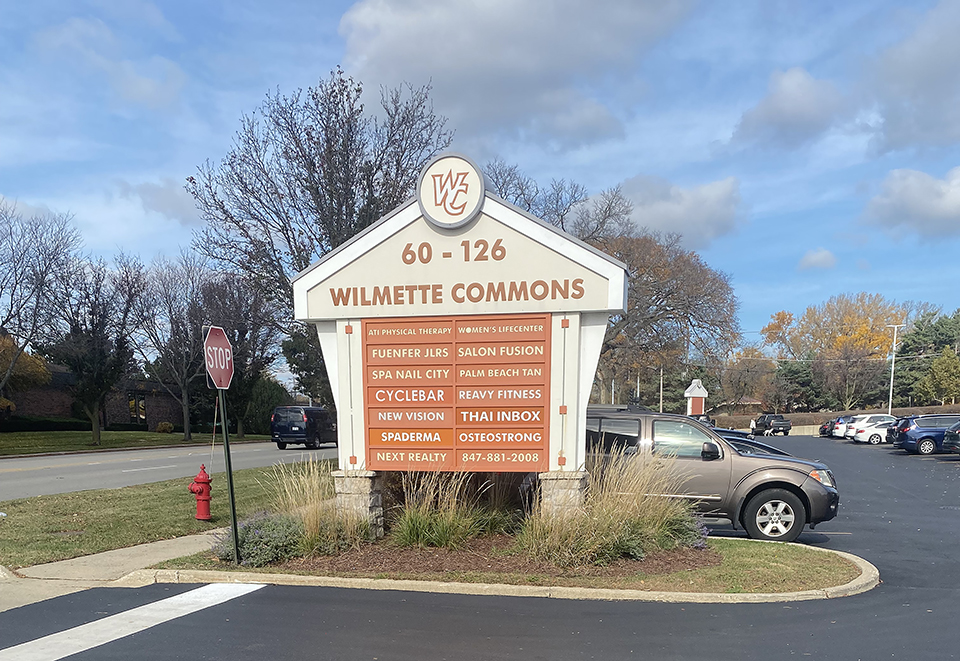 WC
60 - 126
WILMETTE COMMONS
ATI PHYSICAL THERAPY WOMEN'S LIFECENTER
FUENFER JLRS SALON FUSION
SPA NAIL CITY PALM BEACH TAN
CYCLEBAR REAVY FITNESS
NEW VISION THAI INBOX
SPADERMA OSTEOSTRONG
NEXT REALTY 847-881-2008
STOP